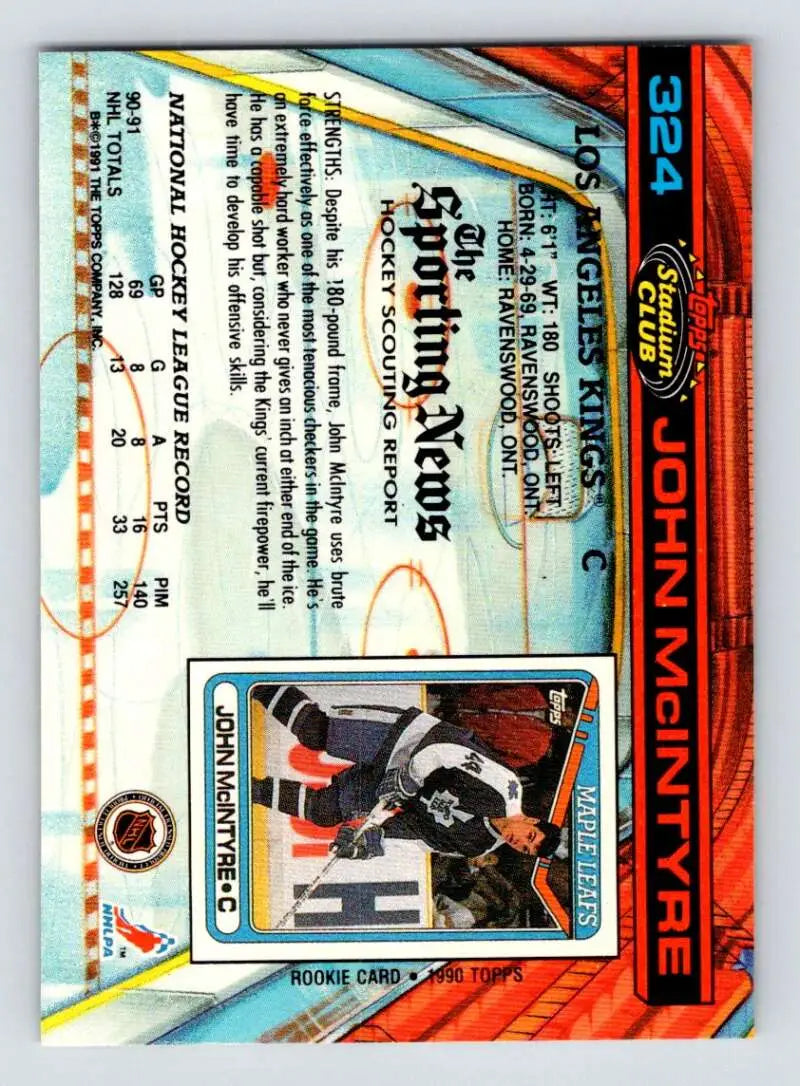 324
TOPPS
Stadium
CLUB
JOHN McINTYRE
LOS ANGELES KINGS® C
HT: 6'1" WT: 180 SHOOTS: LEFT
BORN: 4-29-69, RAVENSWOOD, ONT.
HOME: RAVENSWOOD, ONT.
The
Sporting News
HOCKEY SCOUTING REPORT
STRENGTHS: Despite his 180-pound frame, John McIntyre uses brute
force effectively as one of the most tenacious checkers in the game. He's
an extremely hard worker who never gives an inch at either end of the ice.
He has a capable shot but, considering the Kings' current firepower, he'll
have time to develop his offensive skills.
NATIONAL HOCKEY LEAGUE RECORD
GP G A PTS PIM
90-91 69 8 8 16 140
NHL TOTALS 128 13 20 33 257
B*©1991 THE TOPPS COMPANY, INC.
TOPPS
MAPLE LEAFS
44
H
JOHN McINTYRE • C
ROOKIE CARD • 1990 TOPPS
NHL
NHLPA
TM